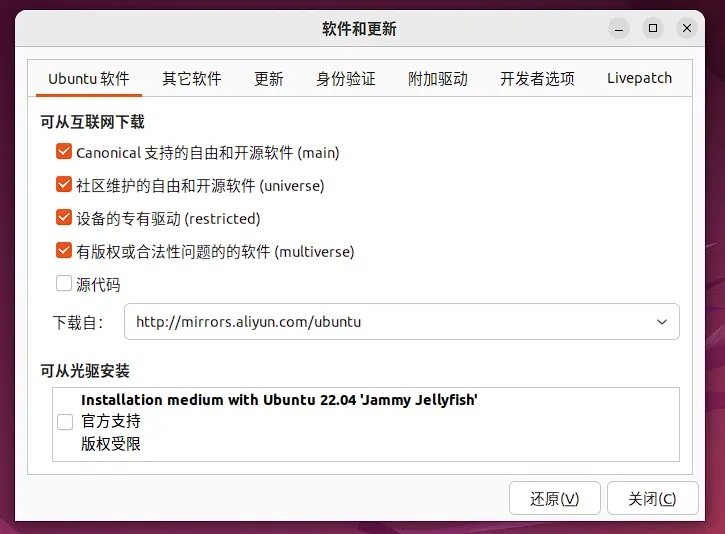 软件和更新
Ubuntu 软件 其它软件 更新 身份验证 附加驱动 开发者选项 Livepatch
可从互联网下载
Canonical 支持的自由和开源软件 (main)
社区维护的自由和开源软件 (universe)
设备的专有驱动 (restricted)
有版权或合法性问题的的软件 (multiverse)
源代码
下载自： http://mirrors.aliyun.com/ubuntu
可从光驱安装
Installation medium with Ubuntu 22.04 'Jammy Jellyfish'
官方支持
版权受限
还原(V) 关闭(C)